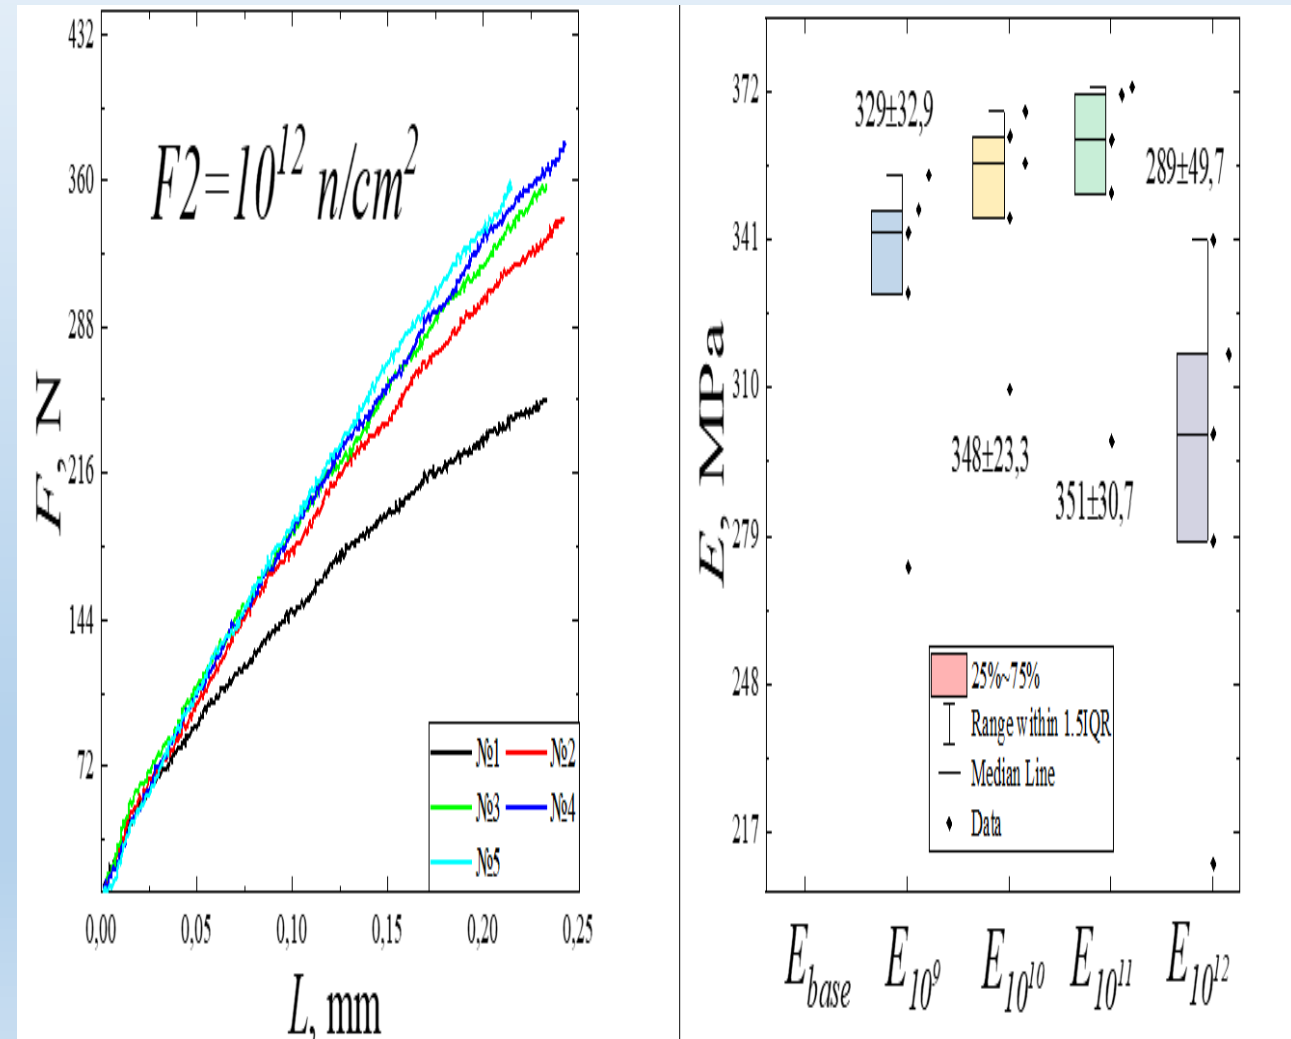 432
360
288
216
144
72
F, N
F2=10¹² n/cm²
№1 №2
№3 №4
№5
0,00 0,05 0,10 0,15 0,20 0,25
L, mm
372
341
310
279
248
217
E, MPa
329±32,9
348±23,3
351±30,7
289±49,7
25%~75%
Range within 1.5IQR
Median Line
Data
E_base E_10⁹ E_10¹⁰ E_10¹¹ E_10¹²